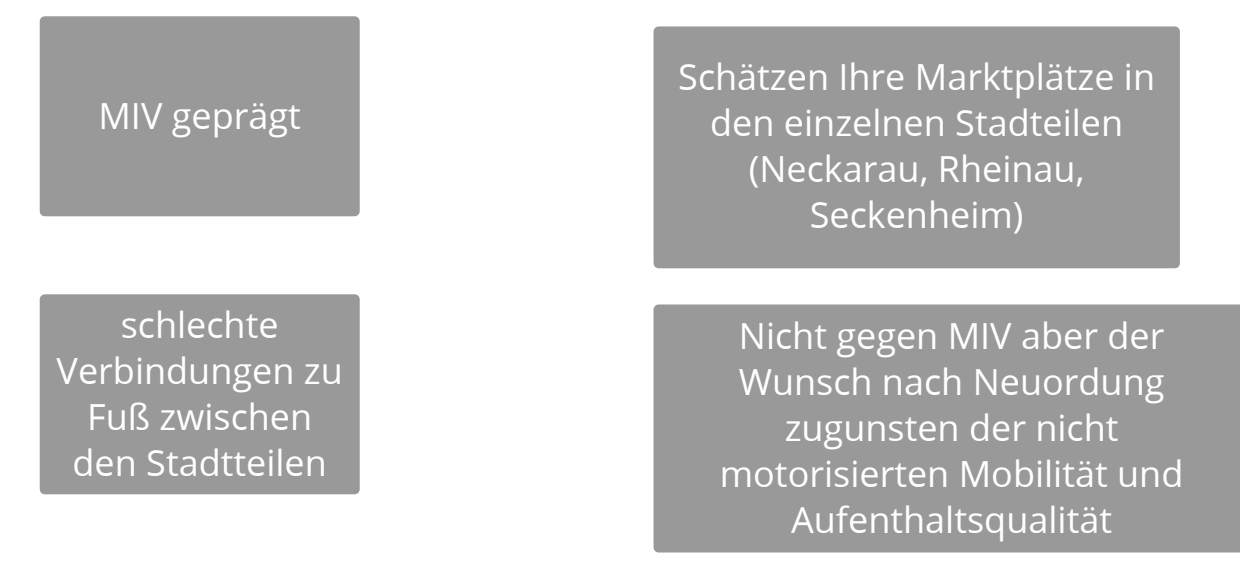 MIV geprägt
Schätzen Ihre Marktplätze in
den einzelnen Stadteilen
(Neckarau, Rheinau,
Seckenheim)
schlechte
Verbindungen zu
Fuß zwischen
den Stadtteilen
Nicht gegen MIV aber der
Wunsch nach Neuordung
zugunsten der nicht
motorisierten Mobilität und
Aufenthaltsqualität